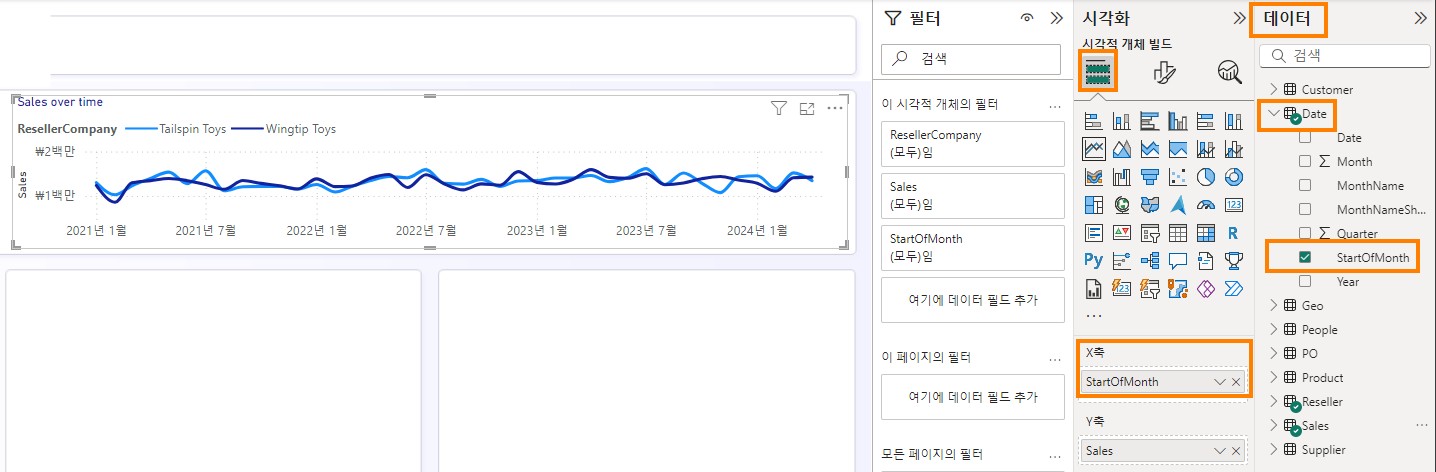 Sales over time
ResellerCompany Tailspin Toys Wingtip Toys
₩2백만
₩1백만
Sales
2021년 1월 2021년 7월 2022년 1월 2022년 7월 2023년 1월 2023년 7월 2024년 1월
필터
검색
이 시각적 개체의 필터 ...
ResellerCompany
(모두)임
Sales
(모두)임
StartOfMonth
(모두)임
여기에 데이터 필드 추가
이 페이지의 필터 ...
여기에 데이터 필드 추가
모든 페이지의 필터 ...
시각화
시각적 개체 빌드
123
R
Py
123
...
X축
StartOfMonth
Y축
Sales
데이터
검색
Customer
Date
Date
Month
MonthName
MonthNameSh...
Quarter
StartOfMonth
Year
Geo
People
PO
Product
Reseller
Sales ...
Supplier